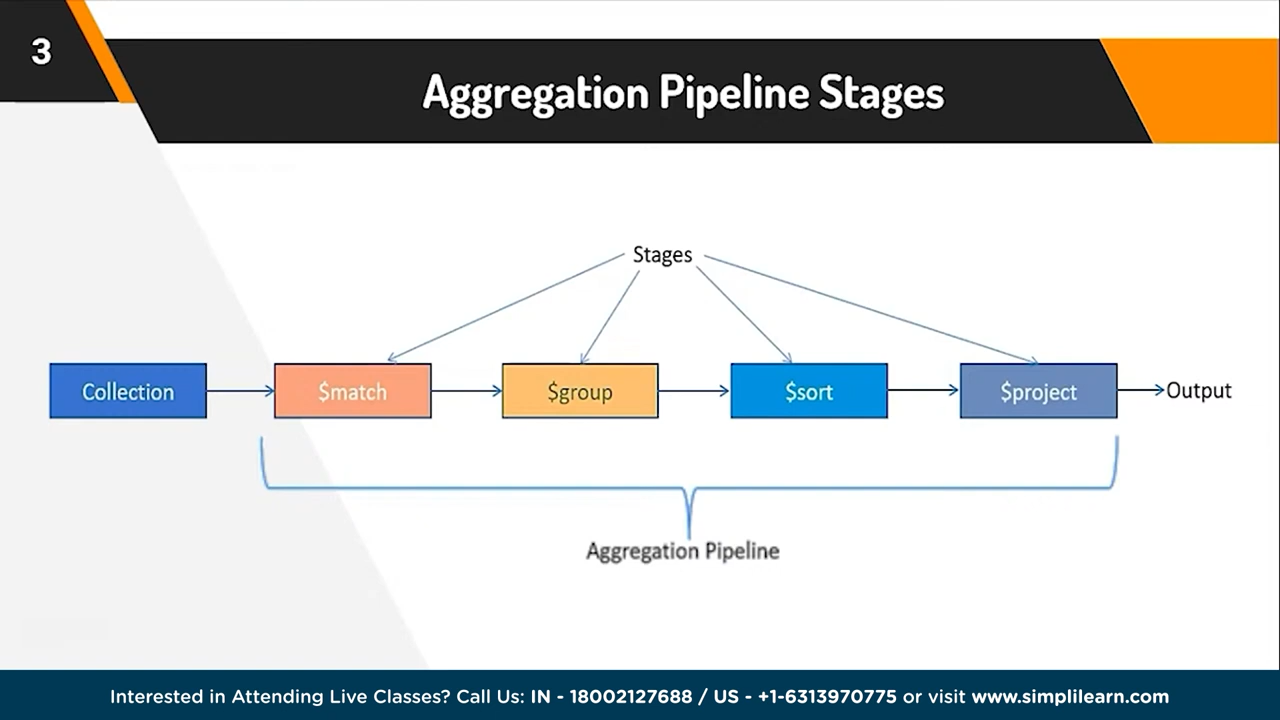 3
Aggregation Pipeline Stages
Stages
Collection
$match
$group
$sort
$project
Output
Aggregation Pipeline
Interested in Attending Live Classes? Call Us: IN - 18002127688 / US - +1-6313970775 or visit www.simplilearn.com